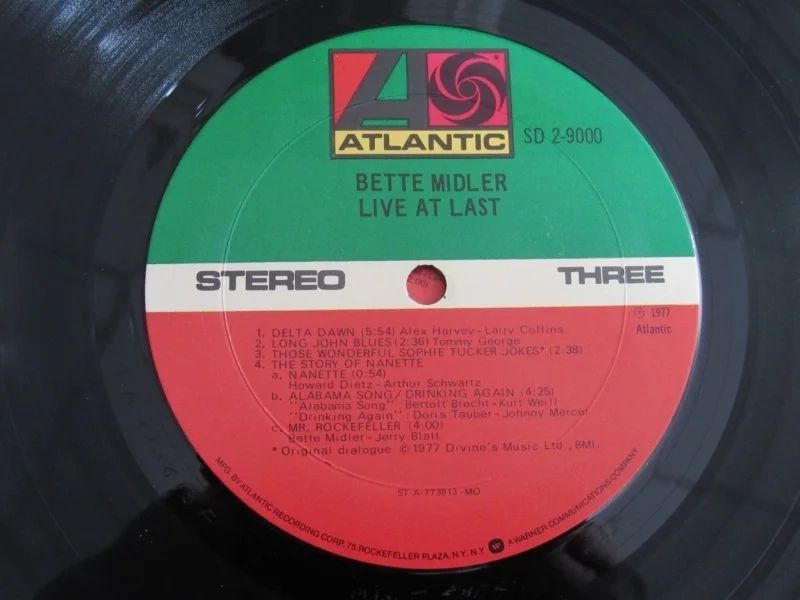 ATLANTIC
SD 2-9000
BETTE MIDLER
LIVE AT LAST
STEREO
THREE
℗ 1977
Atlantic
1. DELTA DAWN (5:54) Alex Harvey-Larry Collins
2. LONG JOHN BLUES (2:36) Tommy George
3. THOSE WONDERFUL SOPHIE TUCKER JOKES* (2:38)
4. THE STORY OF NANETTE
a. NANETTE (0:54)
Howard Dietz-Arthur Schwartz
b. ALABAMA SONG/DRINKING AGAIN (4:25)
"Alabama Song": Bertolt Brecht-Kurt Weill
"Drinking Again": Doris Tauber-Johnny Mercer
c. MR. ROCKEFELLER (4:00)
Bette Midler-Jerry Blatt
* Original dialogue ©1977 Divine's Music Ltd., BMI.
ST-A-773613-MO
MFG. BY ATLANTIC RECORDING CORP., 75 ROCKEFELLER PLAZA, N.Y. N.Y. A WARNER COMMUNICATIONS COMPANY